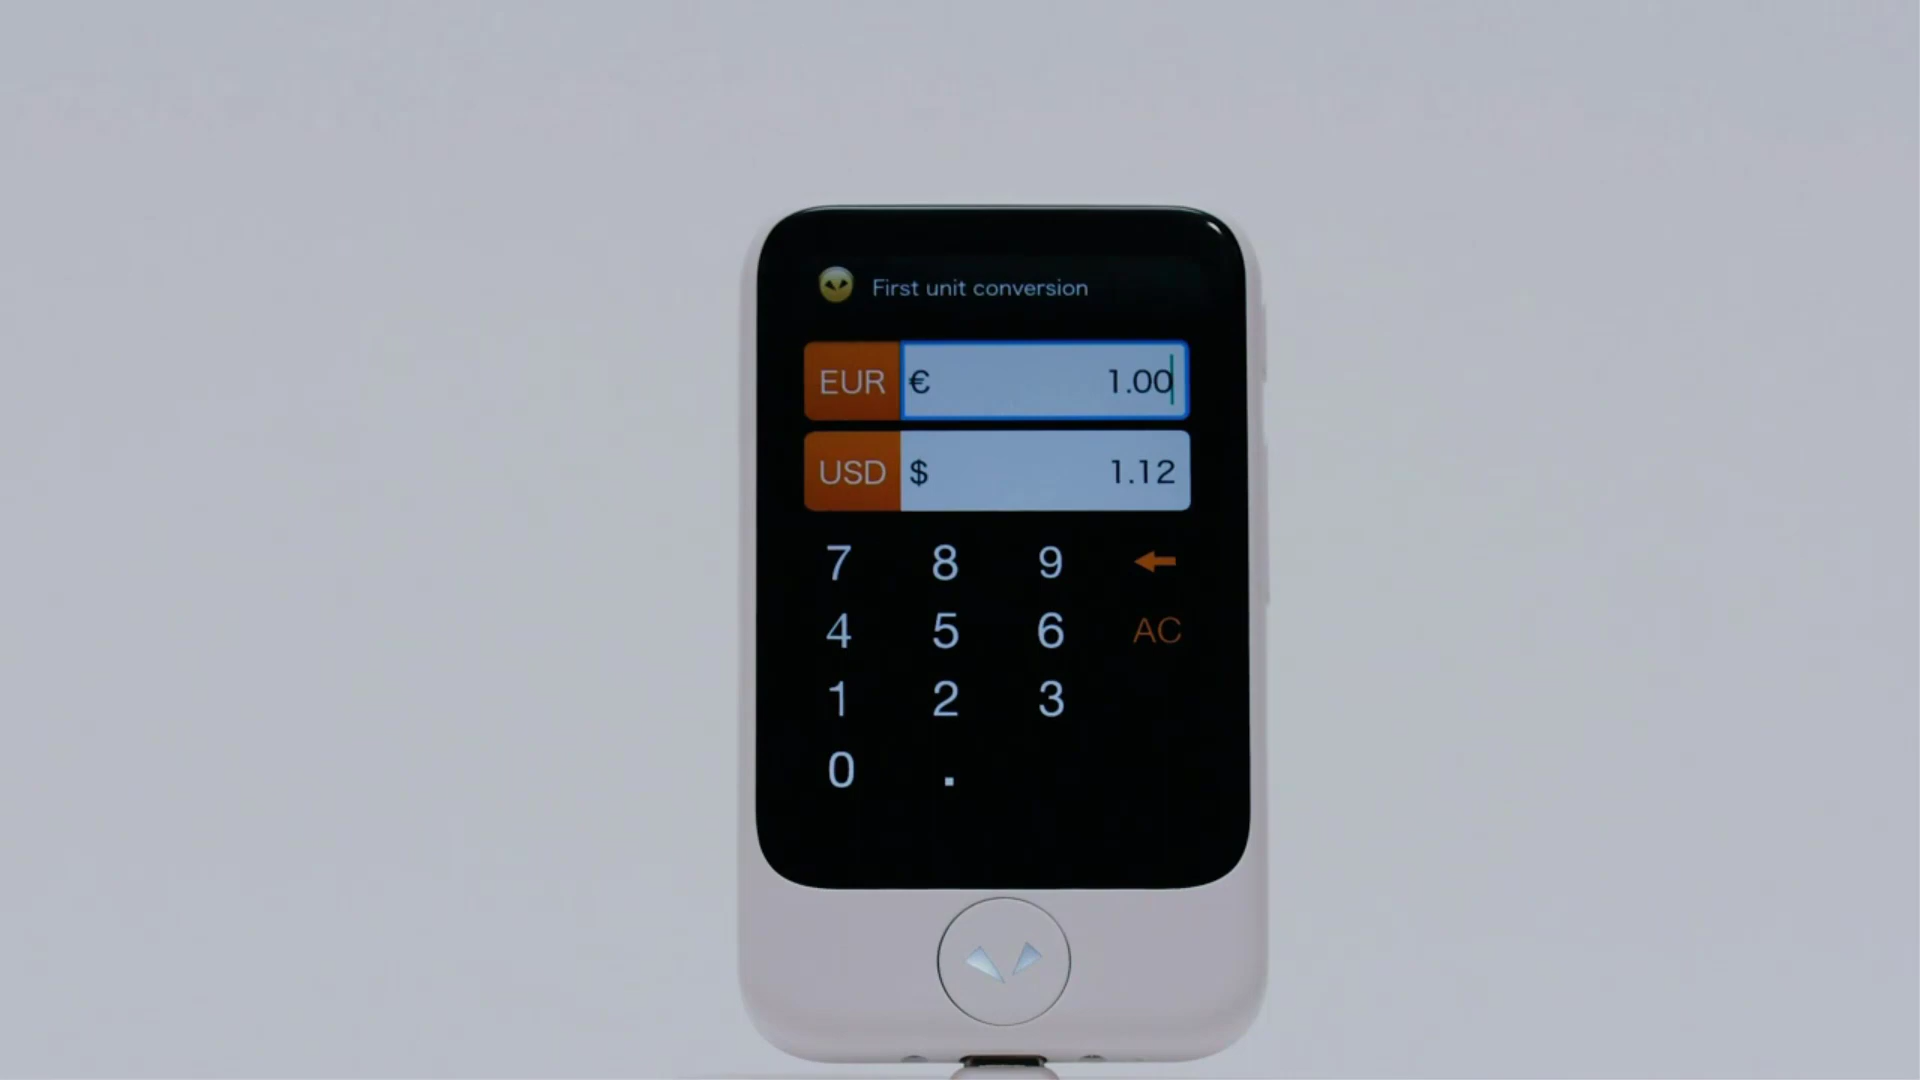 First unit conversion
EUR € 1.00
USD $ 1.12
7 8 9
4 5 6 AC
1 2 3
0 .